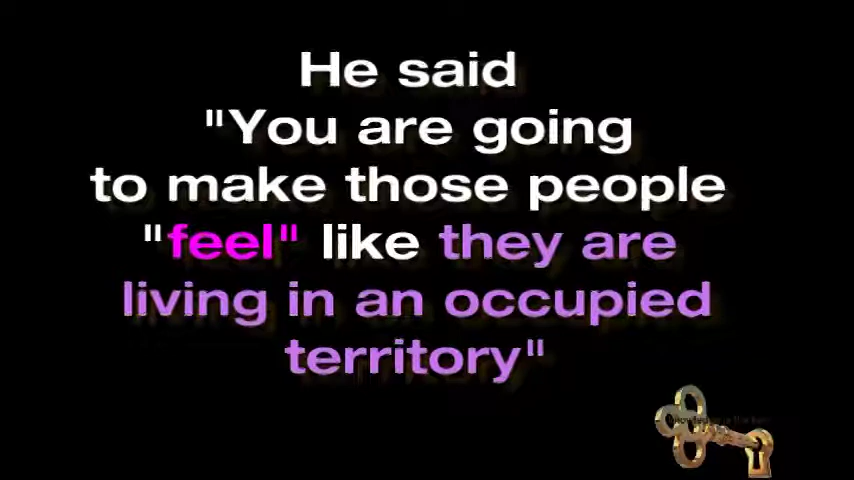 He said
"You are going
to make those people
"feel" like they are
living in an occupied
territory"